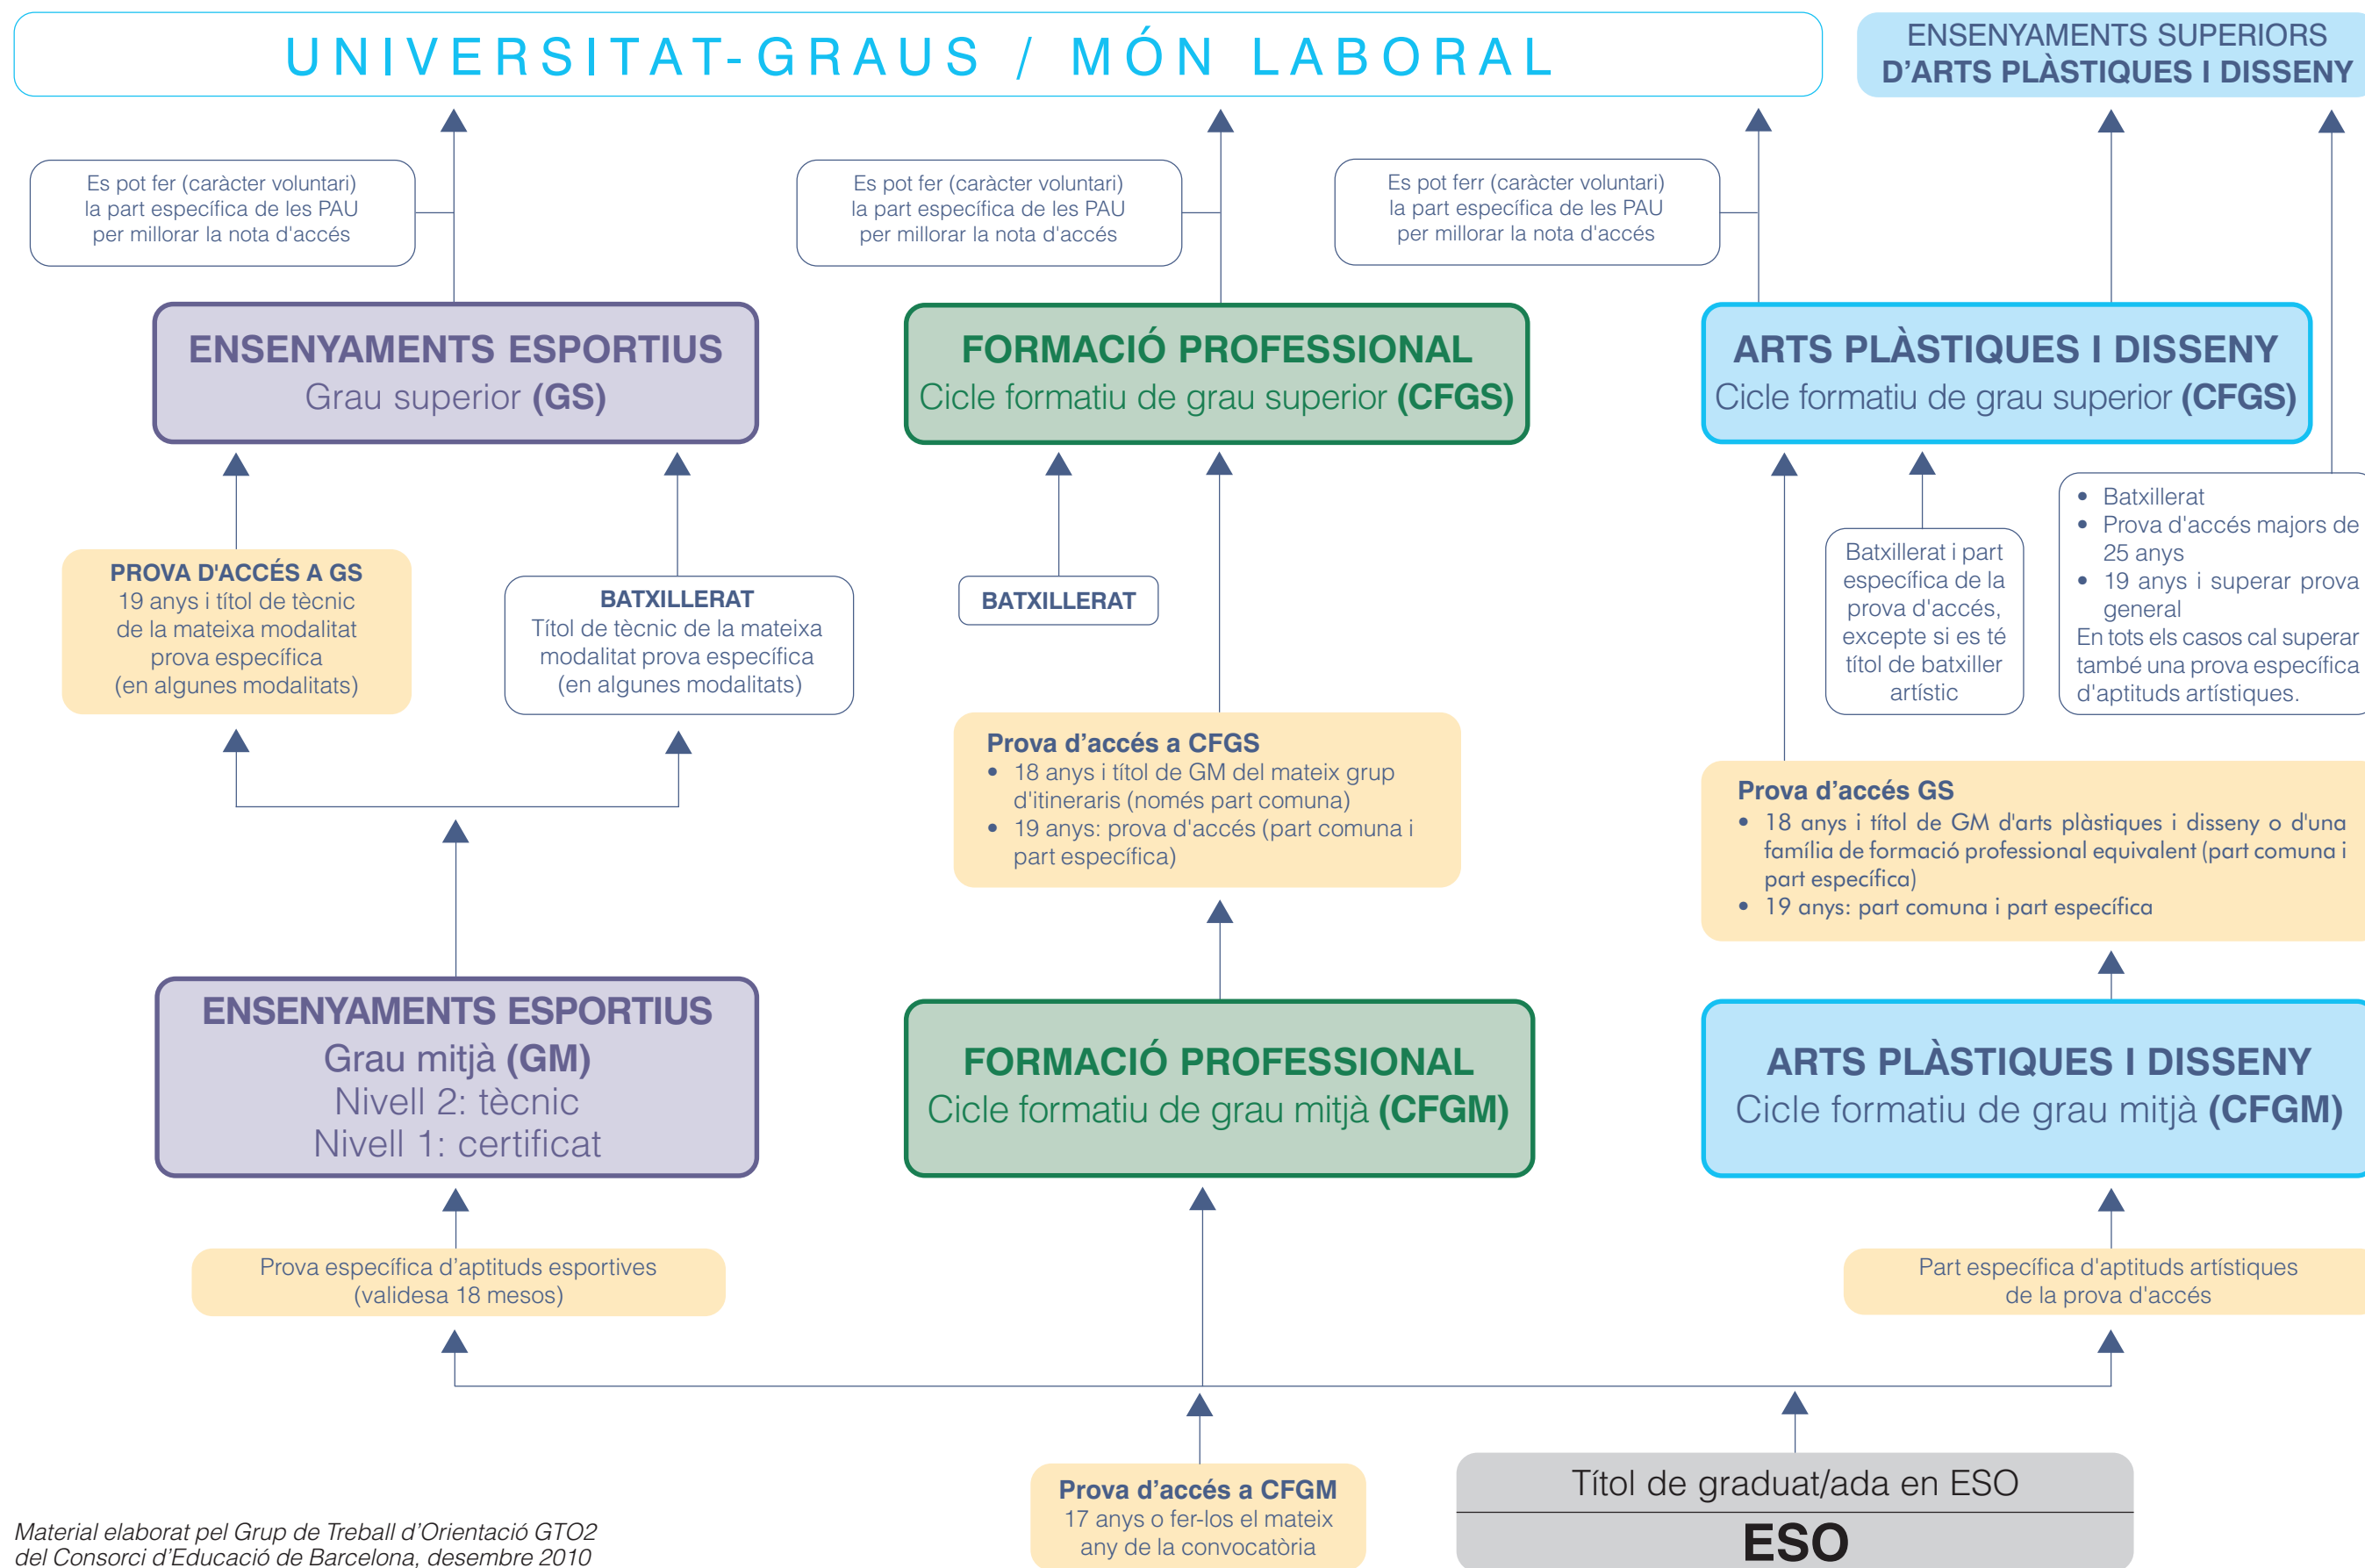 UNIVERSITAT-GRAUS / MÓN LABORAL
ENSENYAMENTS SUPERIORS
D'ARTS PLÀSTIQUES I DISSENY
Es pot fer (caràcter voluntari)
la part específica de les PAU
per millorar la nota d'accés
Es pot fer (caràcter voluntari)
la part específica de les PAU
per millorar la nota d'accés
Es pot ferr (caràcter voluntari)
la part específica de les PAU
per millorar la nota d'accés
ENSENYAMENTS ESPORTIUS
Grau superior (GS)
FORMACIÓ PROFESSIONAL
Cicle formatiu de grau superior (CFGS)
ARTS PLÀSTIQUES I DISSENY
Cicle formatiu de grau superior (CFGS)
PROVA D'ACCÉS A GS
19 anys i títol de tècnic
de la mateixa modalitat
prova específica
(en algunes modalitats)
BATXILLERAT
Títol de tècnic de la mateixa
modalitat prova específica
(en algunes modalitats)
BATXILLERAT
Batxillerat i part
específica de la
prova d'accés,
excepte si es té
títol de batxiller
artístic
• Batxillerat
• Prova d'accés majors de
25 anys
• 19 anys i superar prova
general
En tots els casos cal superar
també una prova específica
d'aptituds artístiques.
Prova d’accés a CFGS
• 18 anys i títol de GM del mateix grup
d'itineraris (només part comuna)
• 19 anys: prova d'accés (part comuna i
part específica)
Prova d’accés GS
• 18 anys i títol de GM d'arts plàstiques i disseny o d'una
família de formació professional equivalent (part comuna i
part específica)
• 19 anys: part comuna i part específica
ENSENYAMENTS ESPORTIUS
Grau mitjà (GM)
Nivell 2: tècnic
Nivell 1: certificat
FORMACIÓ PROFESSIONAL
Cicle formatiu de grau mitjà (CFGM)
ARTS PLÀSTIQUES I DISSENY
Cicle formatiu de grau mitjà (CFGM)
Prova específica d’aptituds esportives
(validesa 18 mesos)
Part específica d'aptituds artístiques
de la prova d'accés
Prova d’accés a CFGM
17 anys o fer-los el mateix
any de la convocatòria
Títol de graduat/ada en ESO
ESO
Material elaborat pel Grup de Treball d’Orientació GTO2
del Consorci d’Educació de Barcelona, desembre 2010